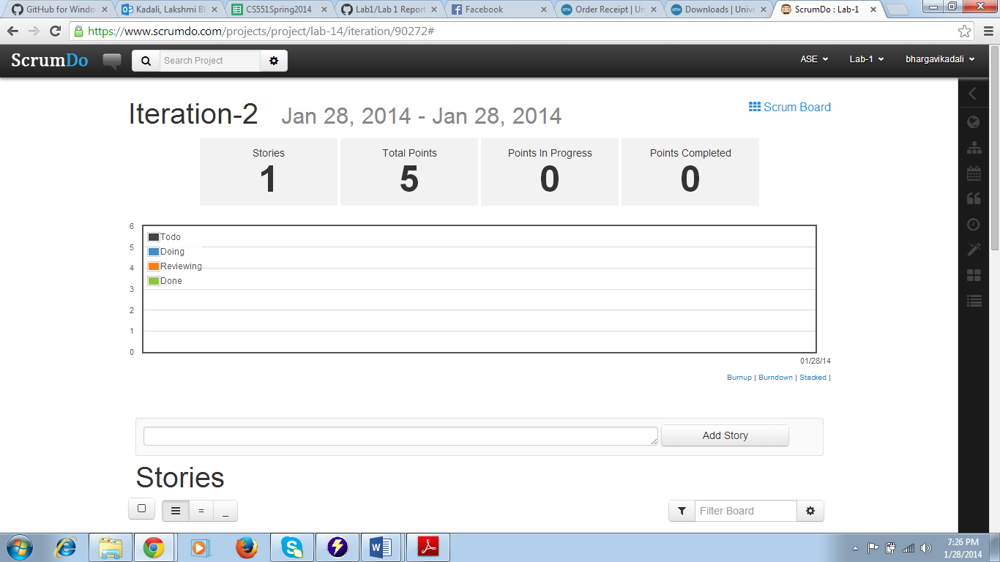 GitHub for Windo
Kadali, Lakshmi Bh
CS551Spring2014
Lab1/Lab 1 Report
Facebook
Order Receipt | Un
Downloads | Unive
ScrumDo : Lab-1
https://www.scrumdo.com/projects/project/lab-14/iteration/90272#
ScrumDo
Search Project
ASE
Lab-1
bhargavikadali
Iteration-2 Jan 28, 2014 - Jan 28, 2014
Scrum Board
Stories Total Points Points In Progress Points Completed
1 5 0 0
6
Todo
5
Doing
4
Reviewing
Done
3
2
1
0
01/28/14
Burnup | Burndown | Stacked |
Add Story
Stories
= _
Filter Board
7:26 PM
1/28/2014